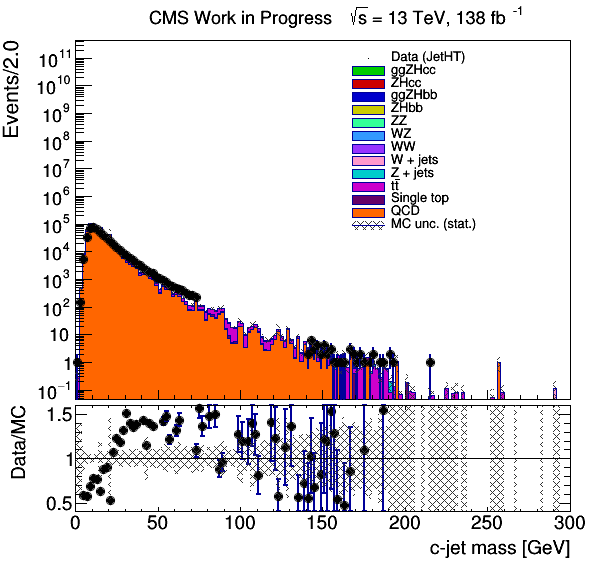 CMS Work in Progress √s = 13 TeV, 138 fb⁻¹
Events/2.0
10¹¹
10¹⁰
10⁹
10⁸
10⁷
10⁶
10⁵
10⁴
10³
10²
10
1
10⁻¹
Data (JetHT)
ggZHcc
ZHcc
ggZHbb
ZHbb
ZZ
WZ
WW
W + jets
Z + jets
tt̄
Single top
QCD
MC unc. (stat.)
Data/MC
1.5
1
0.5
0 50 100 150 200 250 300
c-jet mass [GeV]